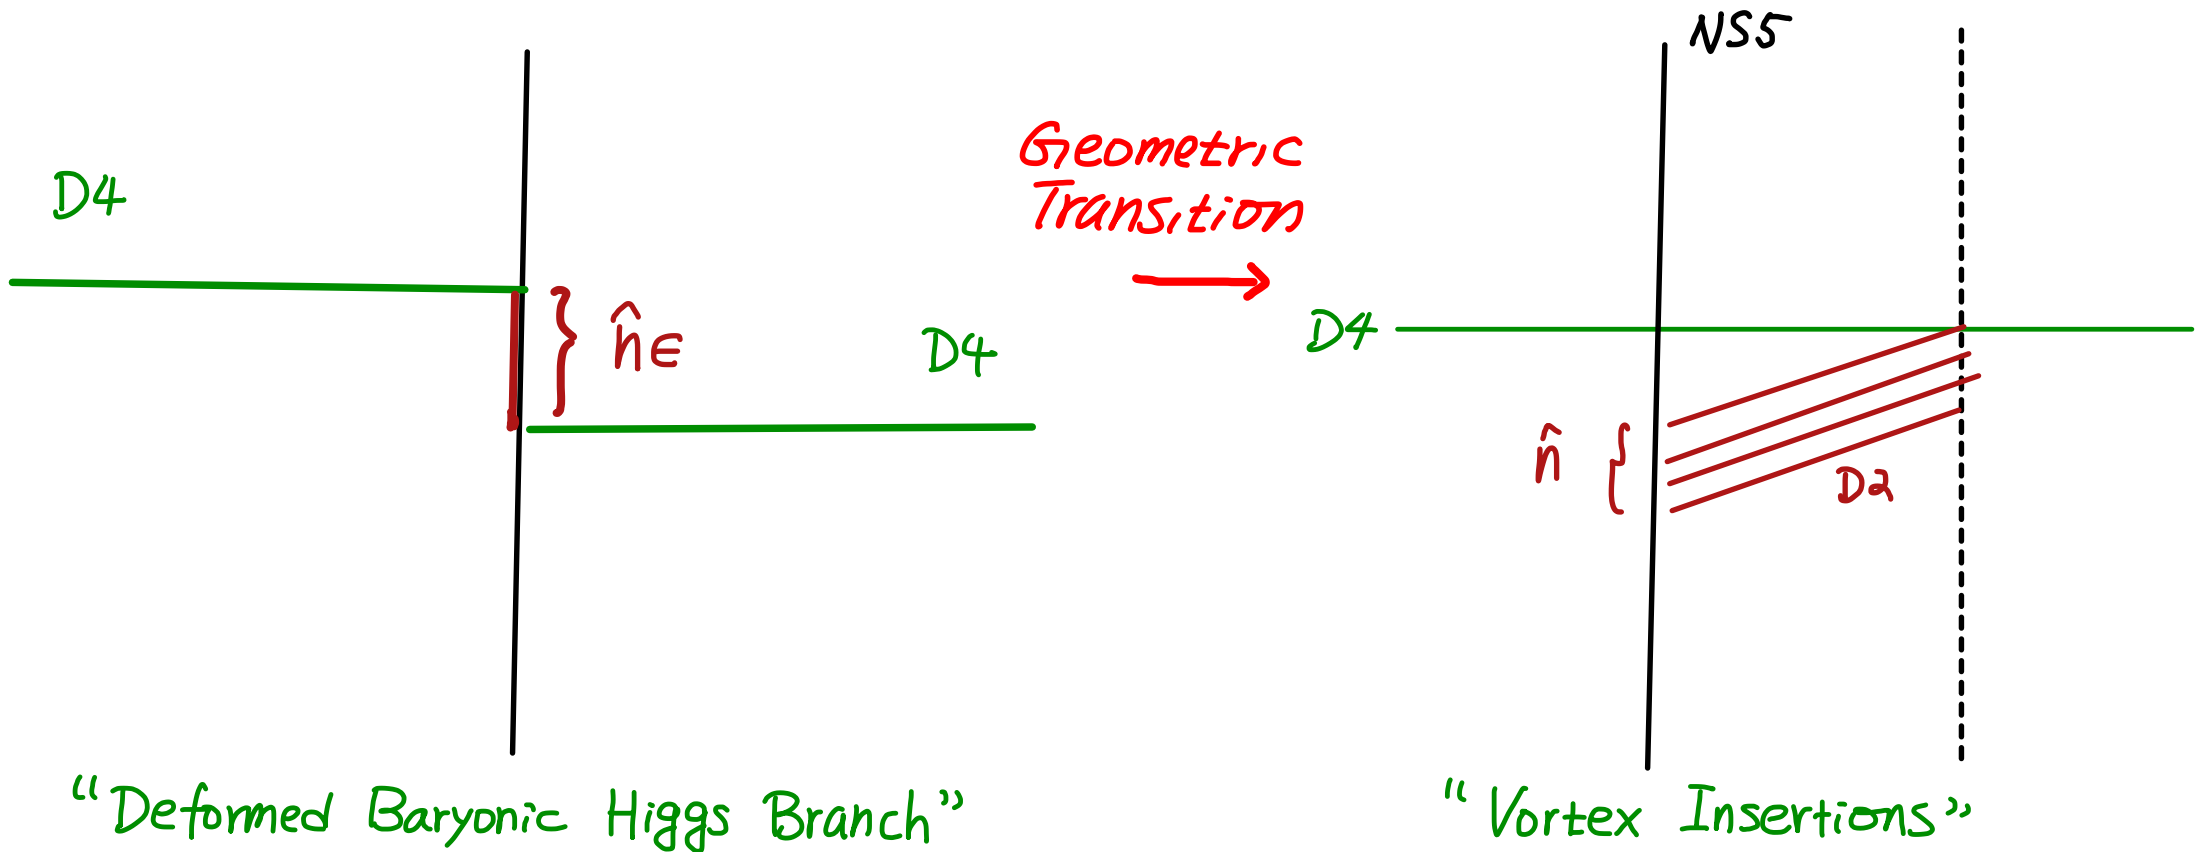 D4
n̂ϵ
D4
"Deformed Baryonic Higgs Branch"
Geometric
Transition
NS5
D4
n̂
D2
"Vortex Insertions"